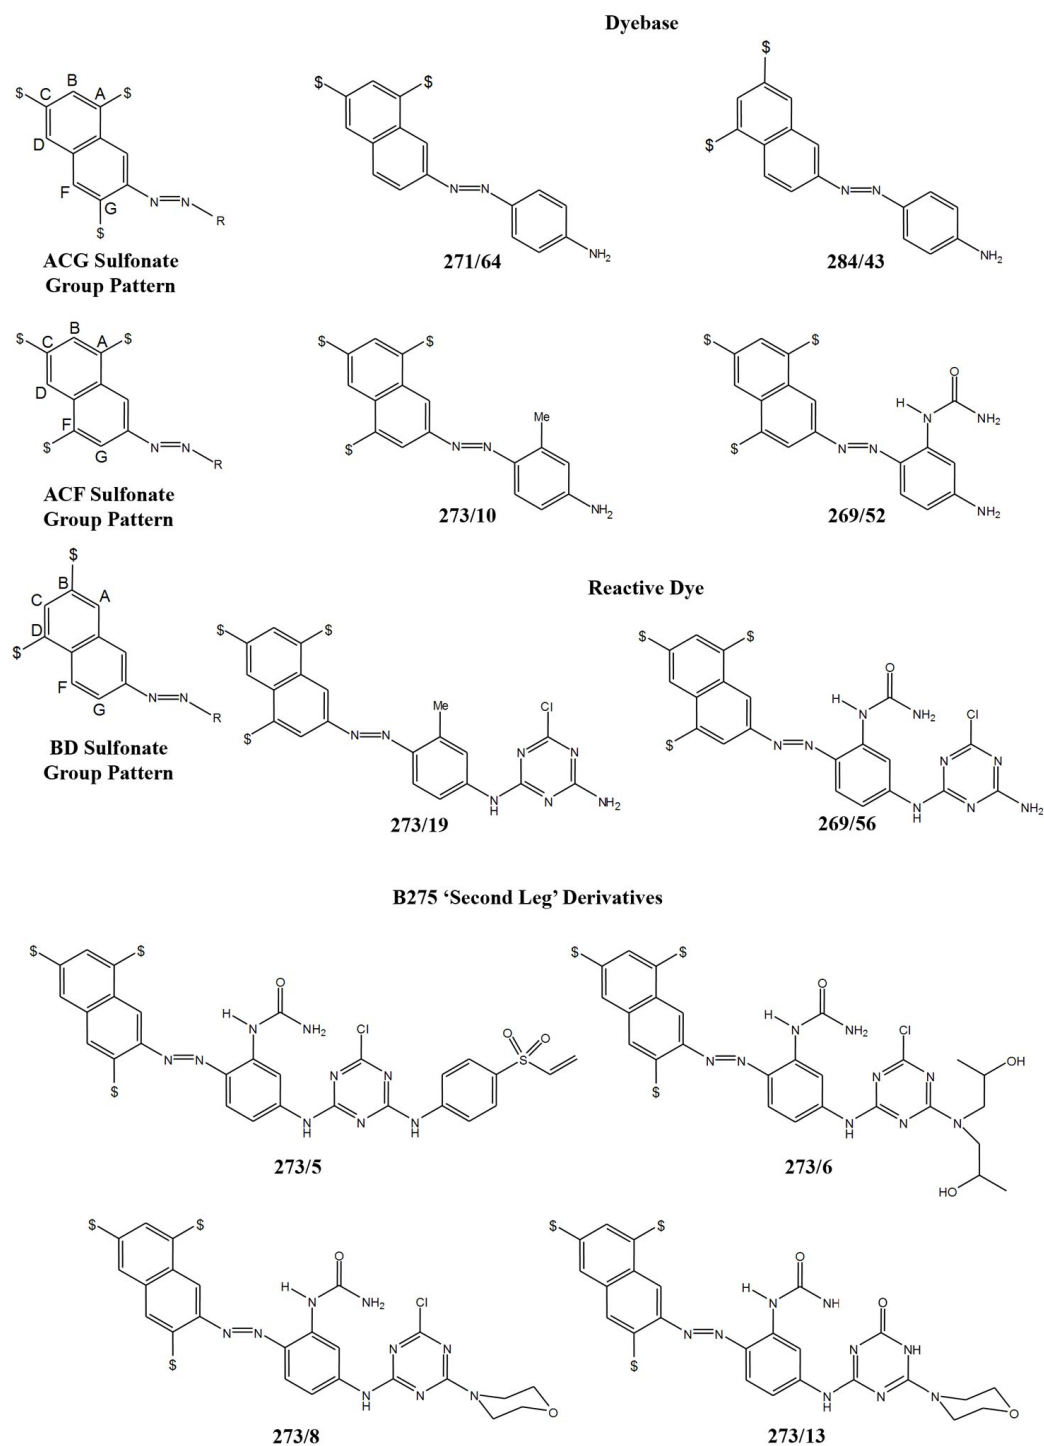 Dyebase
$ C B A $
D
F
G
N=N
R
$
ACG Sulfonate
Group Pattern
$ $
N=N
NH2
271/64
$
$
N=N
NH2
284/43
$ C B A $
D
F
$
G
N=N
R
ACF Sulfonate
Group Pattern
$ $
Me
$
N=N
NH2
273/10
$ $
O
H
N
NH2
$
N=N
NH2
269/52
$
B
C A
D
$
F
G
N=N
R
BD Sulfonate
Group Pattern
Reactive Dye
$ $
Me
Cl
$
N=N
N N
N
N
H
NH2
273/19
$ $
O
H
N
NH2
Cl
$
N=N
N N
N
N
H
NH2
269/56
B275 ‘Second Leg’ Derivatives
$ $
O
H
N
NH2
Cl
O O
S
N=N
$
N N
N
N
H
N
H
273/5
$ $
O
H
N
NH2
Cl
OH
N=N
$
N N
N
N
H
N
HO
273/6
$ $
O
H
N
NH2
Cl
N=N
$
N N
N
N
H
N
O
273/8
$ $
O
H
N
NH
O
N=N
$
N NH
N
N
H
N
O
273/13